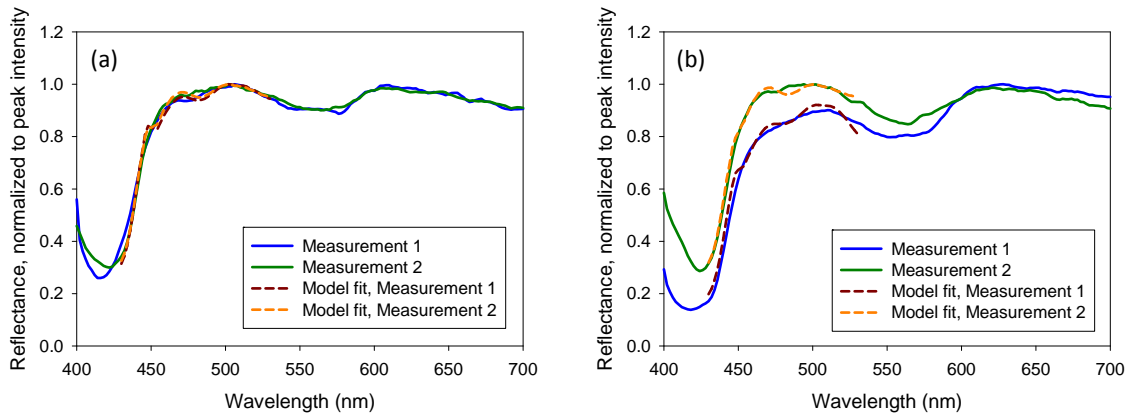 Reflectance, normalized to peak intensity
1.2
1.0
0.8
0.6
0.4
0.2
0.0
(a)
Measurement 1
Measurement 2
Model fit, Measurement 1
Model fit, Measurement 2
400 450 500 550 600 650 700
Wavelength (nm)
Reflectance, normalized to peak intensity
1.2
1.0
0.8
0.6
0.4
0.2
0.0
(b)
Measurement 1
Measurement 2
Model fit, Measurement 1
Model fit, Measurement 2
400 450 500 550 600 650 700
Wavelength (nm)